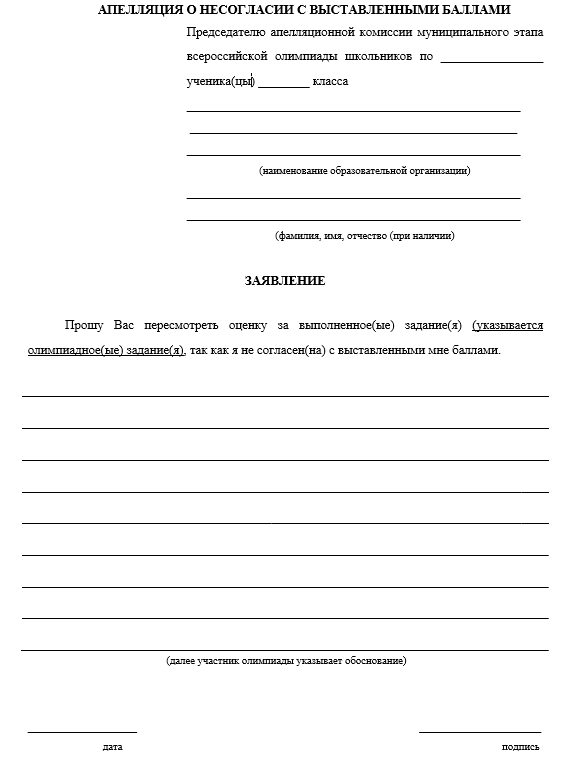 АПЕЛЛЯЦИЯ О НЕСОГЛАСИИ С ВЫСТАВЛЕННЫМИ БАЛЛАМИ
Председателю апелляционной комиссии муниципального этапа
всероссийской олимпиады школьников по ________________
ученика(цы) ________ класса
(наименование образовательной организации)
(фамилия, имя, отчество (при наличии)
ЗАЯВЛЕНИЕ
Прошу Вас пересмотреть оценку за выполненное(ые) задание(я) (указывается
олимпиадное(ые) задание(я), так как я не согласен(на) с выставленными мне баллами.
(далее участник олимпиады указывает обоснование)
дата подпись